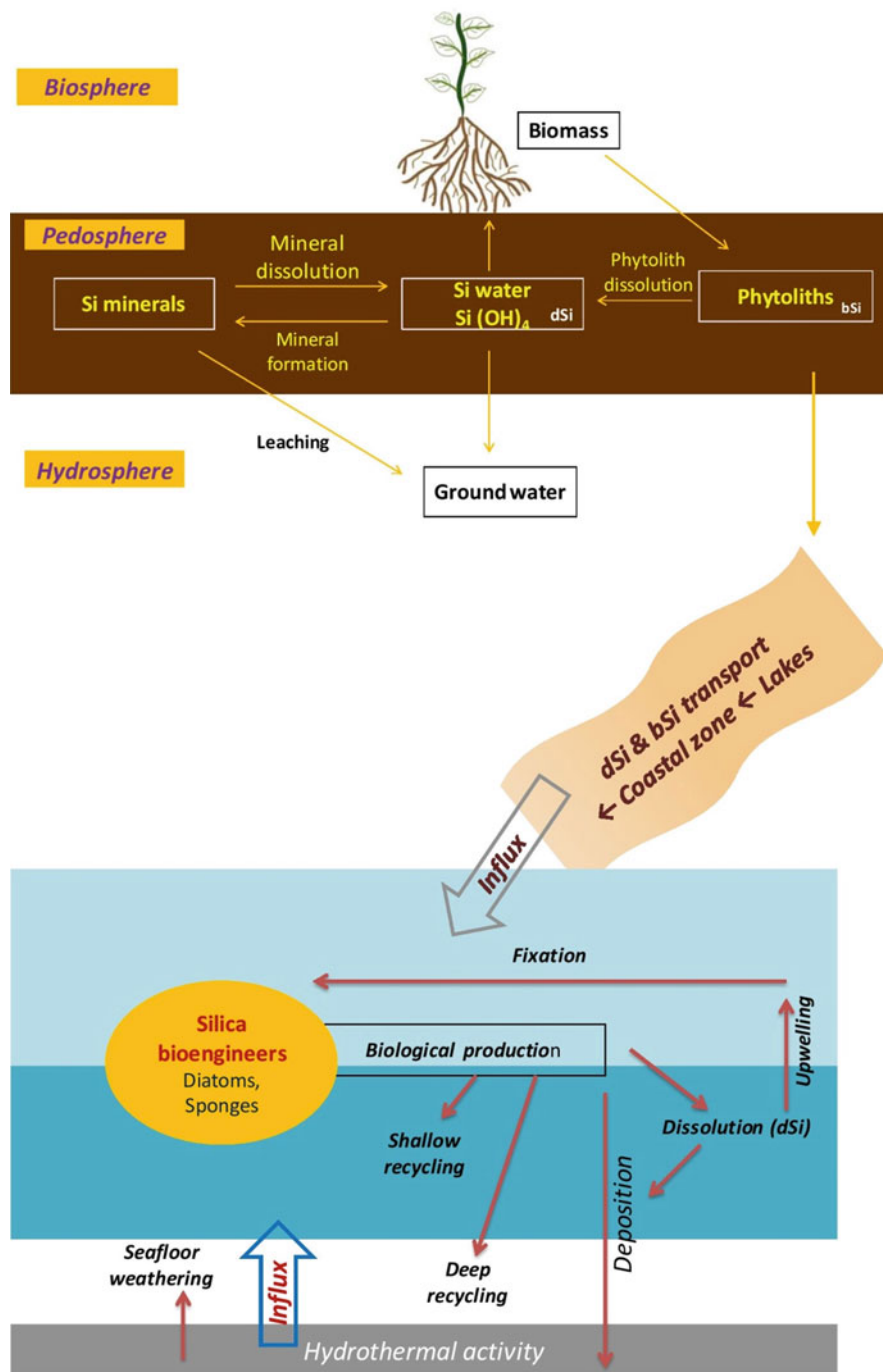 Biosphere
Biomass
Pedosphere
Mineral
dissolution
Phytolith
dissolution
Si minerals
Si water
Si (OH)₄ dSi
Phytoliths bSi
Mineral
formation
Leaching
Hydrosphere
Ground water
dSi & bSi transport
← Coastal zone ← Lakes
Influx
Fixation
Silica
bioengineers
Diatoms,
Sponges
Biological production
Upwelling
Shallow
recycling
Dissolution (dSi)
Deposition
Seafloor
weathering
Influx
Deep
recycling
Hydrothermal activity